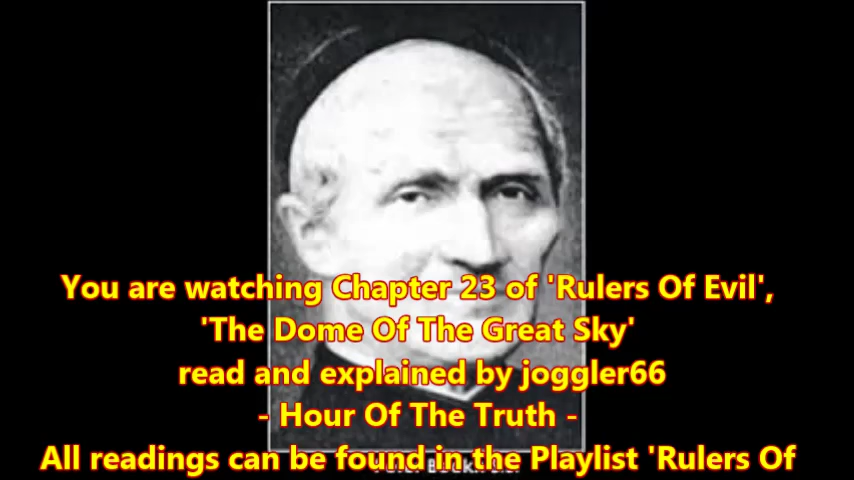 You are watching Chapter 23 of 'Rulers Of Evil',
'The Dome Of The Great Sky'
read and explained by joggler66
- Hour Of The Truth -
All readings can be found in the Playlist 'Rulers Of